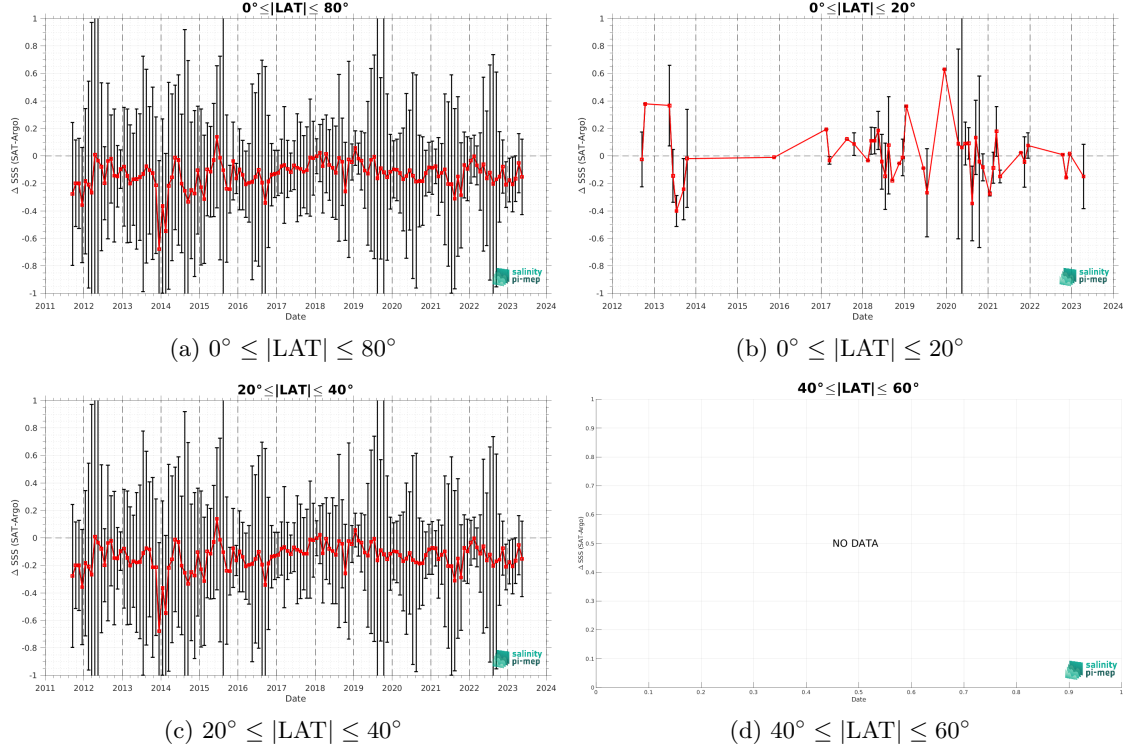 0°≤|LAT|≤ 80°
1
0.8
0.6
0.4
0.2
0
-0.2
-0.4
-0.6
-0.8
-1
Δ SSS (SAT-Argo)
2011 2012 2013 2014 2015 2016 2017 2018 2019 2020 2021 2022 2023 2024
Date
salinity
pi-mep
(a) 0° ≤ |LAT| ≤ 80°
0°≤|LAT|≤ 20°
1
0.8
0.6
0.4
0.2
0
-0.2
-0.4
-0.6
-0.8
-1
Δ SSS (SAT-Argo)
2012 2013 2014 2015 2016 2017 2018 2019 2020 2021 2022 2023 2024
Date
salinity
pi-mep
(b) 0° ≤ |LAT| ≤ 20°
20°≤|LAT|≤ 40°
1
0.8
0.6
0.4
0.2
0
-0.2
-0.4
-0.6
-0.8
-1
Δ SSS (SAT-Argo)
2011 2012 2013 2014 2015 2016 2017 2018 2019 2020 2021 2022 2023 2024
Date
salinity
pi-mep
(c) 20° ≤ |LAT| ≤ 40°
40°≤|LAT|≤ 60°
1
0.9
0.8
0.7
0.6
0.5
0.4
0.3
0.2
0.1
0
Δ SSS (SAT-Argo)
NO DATA
0 0.1 0.2 0.3 0.4 0.5 0.6 0.7 0.8 0.9 1
Date
salinity
pi-mep
(d) 40° ≤ |LAT| ≤ 60°